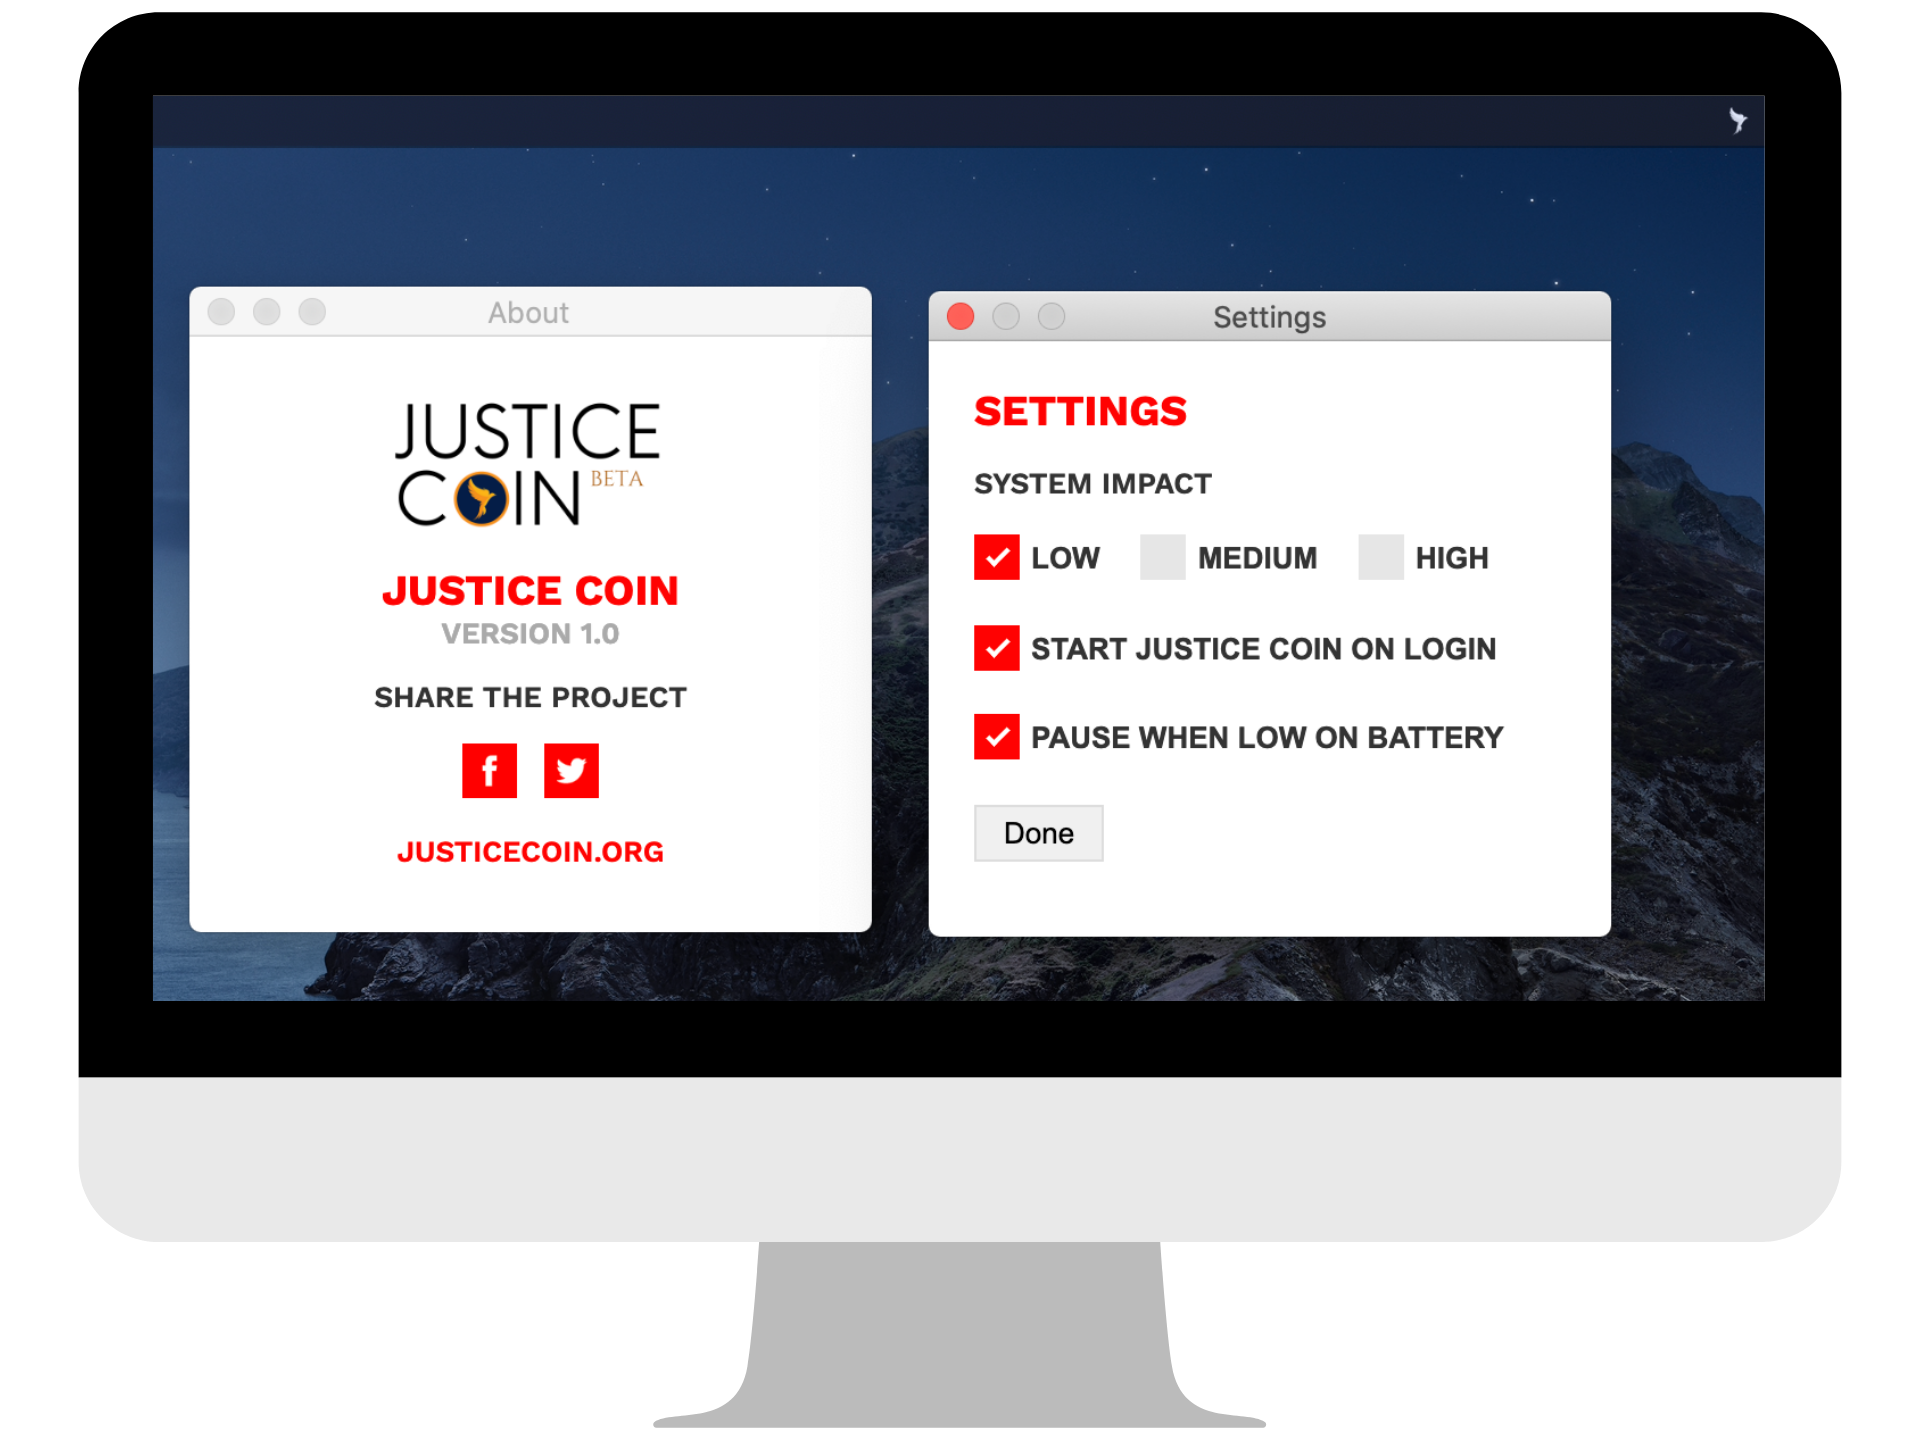 About
JUSTICE
COIN BETA
JUSTICE COIN
VERSION 1.0
SHARE THE PROJECT
JUSTICECOIN.ORG
Settings
SETTINGS
SYSTEM IMPACT
LOW MEDIUM HIGH
START JUSTICE COIN ON LOGIN
PAUSE WHEN LOW ON BATTERY
Done